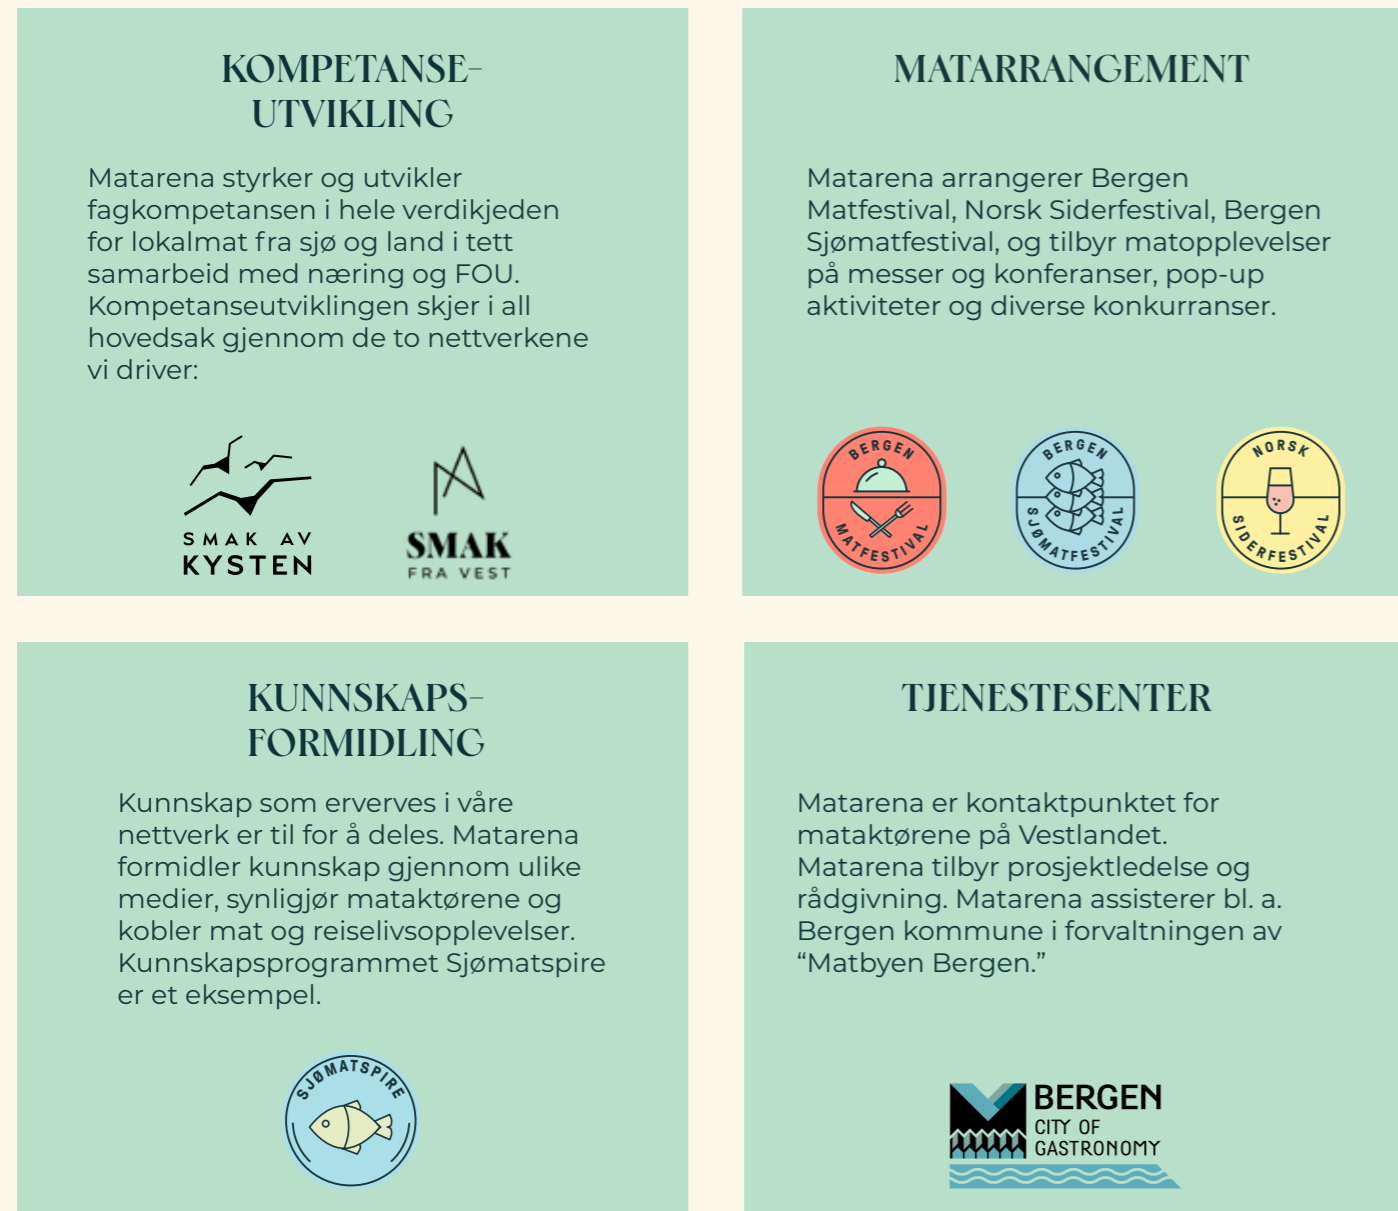 KOMPETANSE-
UTVIKLING
Matarena styrker og utvikler
fagkompetansen i hele verdikjeden
for lokalmat fra sjø og land i tett
samarbeid med næring og FOU.
Kompetanseutviklingen skjer i all
hovedsak gjennom de to nettverkene
vi driver:
SMAK AV
KYSTEN
SMAK
FRA VEST
MATARRANGEMENT
Matarena arrangerer Bergen
Matfestival, Norsk Siderfestival, Bergen
Sjømatfestival, og tilbyr matopplevelser
på messer og konferanser, pop-up
aktiviteter og diverse konkurranser.
BERGEN
MATFESTIVAL
BERGEN
SJØMATFESTIVAL
NORSK
SIDERFESTIVAL
KUNNSKAPS-
FORMIDLING
Kunnskap som erverves i våre
nettverk er til for å deles. Matarena
formidler kunnskap gjennom ulike
medier, synligjør mataktørene og
kobler mat og reiselivsopplevelser.
Kunnskapsprogrammet Sjømatspire
er et eksempel.
SJØMATSPIRE
TJENESTESENTER
Matarena er kontaktpunktet for
mataktørene på Vestlandet.
Matarena tilbyr prosjektledelse og
rådgivning. Matarena assisterer bl. a.
Bergen kommune i forvaltningen av
“Matbyen Bergen.”
BERGEN
CITY OF
GASTRONOMY